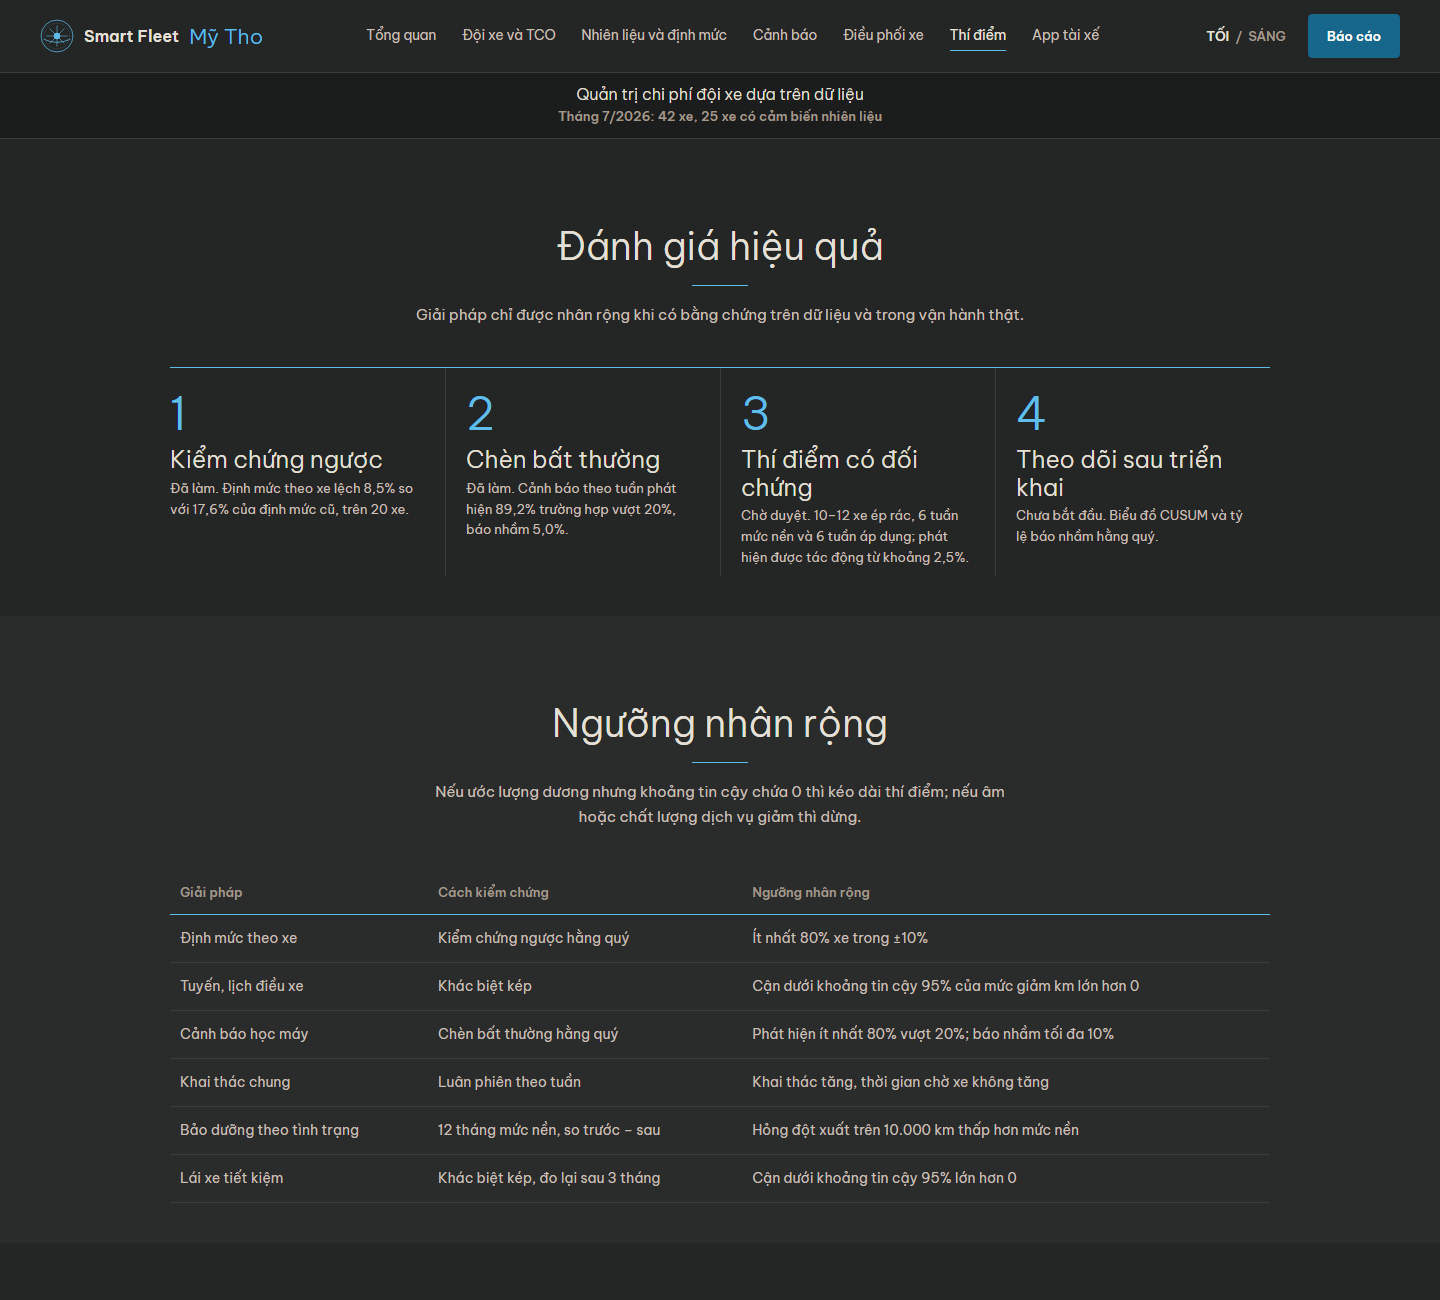 Smart Fleet Mỹ Tho
Tổng quan
Đội xe và TCO
Nhiên liệu và định mức
Cảnh báo
Điều phối xe
Thí điểm
App tài xế
TỐI / SÁNG
Báo cáo
Quản trị chi phí đội xe dựa trên dữ liệu
Tháng 7/2026: 42 xe, 25 xe có cảm biến nhiên liệu
Đánh giá hiệu quả
Giải pháp chỉ được nhân rộng khi có bằng chứng trên dữ liệu và trong vận hành thật.
1
Kiểm chứng ngược
Đã làm. Định mức theo xe lệch 8,5% so
với 17,6% của định mức cũ, trên 20 xe.
2
Chèn bất thường
Đã làm. Cảnh báo theo tuần phát
hiện 89,2% trường hợp vượt 20%,
báo nhầm 5,0%.
3
Thí điểm có đối
chứng
Chờ duyệt. 10–12 xe ép rác, 6 tuần
mức nền và 6 tuần áp dụng; phát
hiện được tác động từ khoảng 2,5%.
4
Theo dõi sau triển
khai
Chưa bắt đầu. Biểu đồ CUSUM và tỷ
lệ báo nhầm hằng quý.
Ngưỡng nhân rộng
Nếu ước lượng dương nhưng khoảng tin cậy chứa 0 thì kéo dài thí điểm; nếu âm
hoặc chất lượng dịch vụ giảm thì dừng.
Giải pháp Cách kiểm chứng Ngưỡng nhân rộng
Định mức theo xe Kiểm chứng ngược hằng quý Ít nhất 80% xe trong ±10%
Tuyến, lịch điều xe Khác biệt kép Cận dưới khoảng tin cậy 95% của mức giảm km lớn hơn 0
Cảnh báo học máy Chèn bất thường hằng quý Phát hiện ít nhất 80% vượt 20%; báo nhầm tối đa 10%
Khai thác chung Luân phiên theo tuần Khai thác tăng, thời gian chờ xe không tăng
Bảo dưỡng theo tình trạng 12 tháng mức nền, so trước – sau Hỏng đột xuất trên 10.000 km thấp hơn mức nền
Lái xe tiết kiệm Khác biệt kép, đo lại sau 3 tháng Cận dưới khoảng tin cậy 95% lớn hơn 0